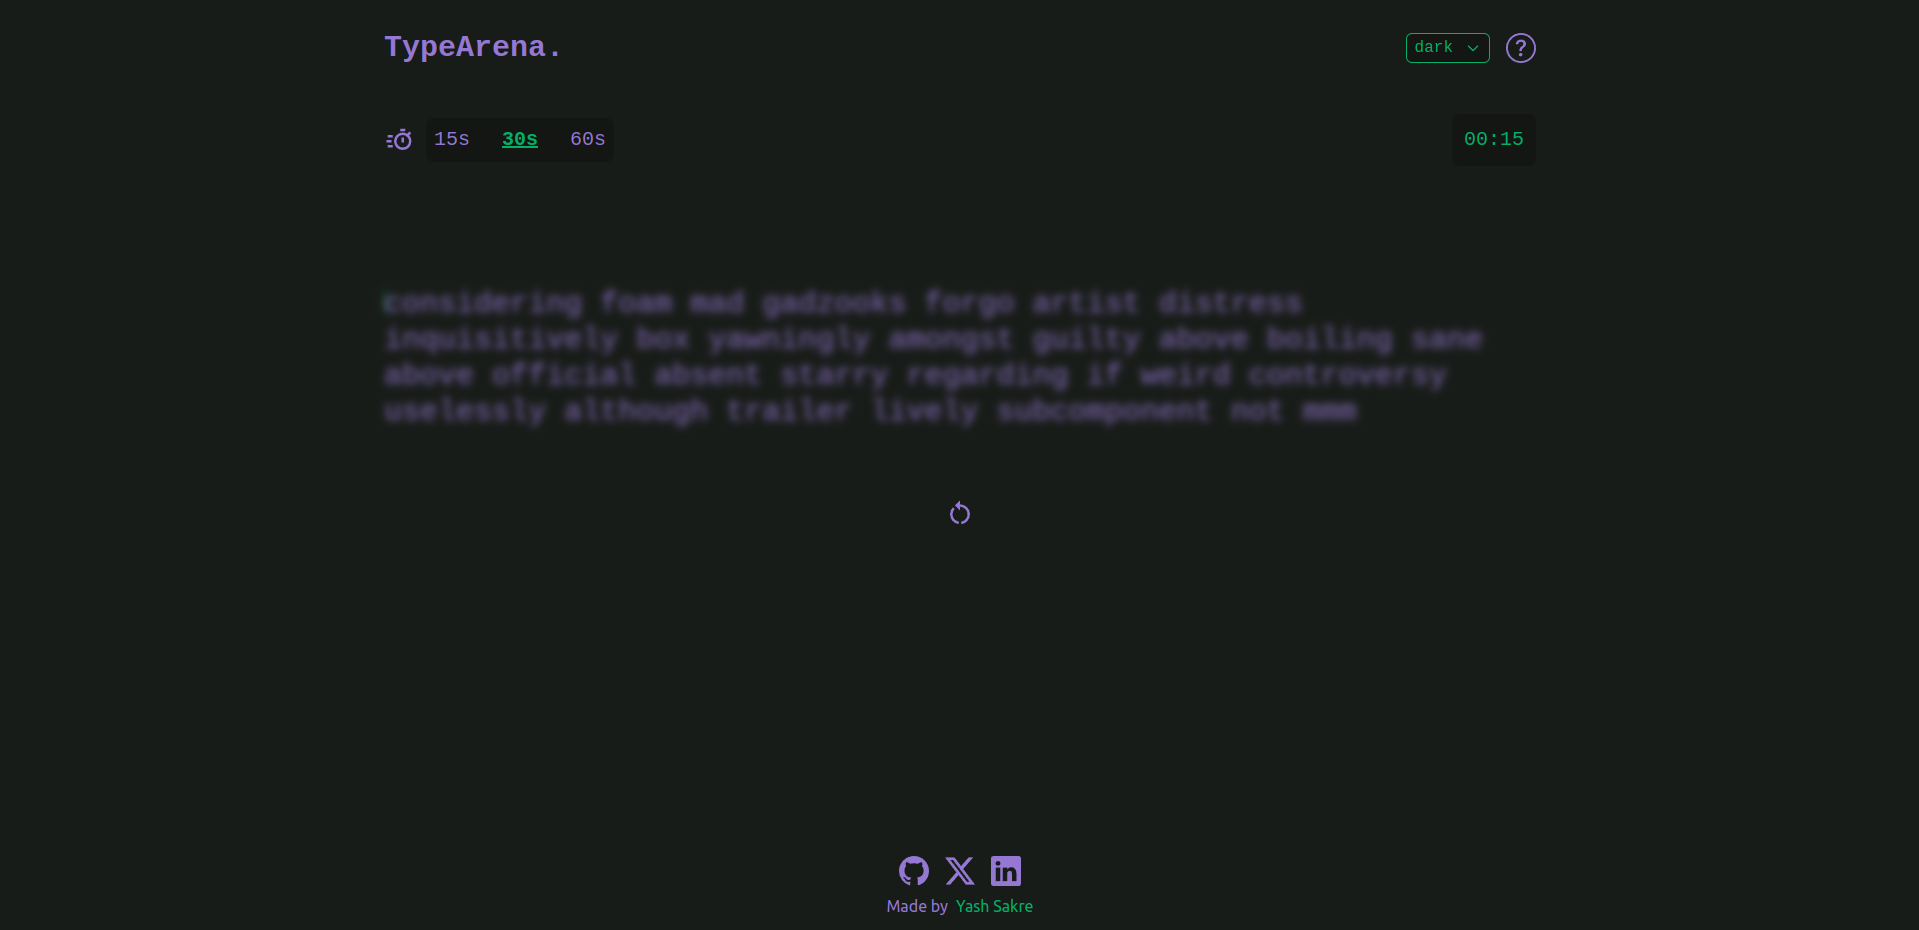 TypeArena.
dark
15s 30s 60s
00:15
considering foam mad gadzooks forgo artist distress
inquisitively box yawningly amongst guilty above boiling sane
above official absent starry regarding if weird controversy
uselessly although trailer lively subcomponent not mmm
Made by Yash Sakre